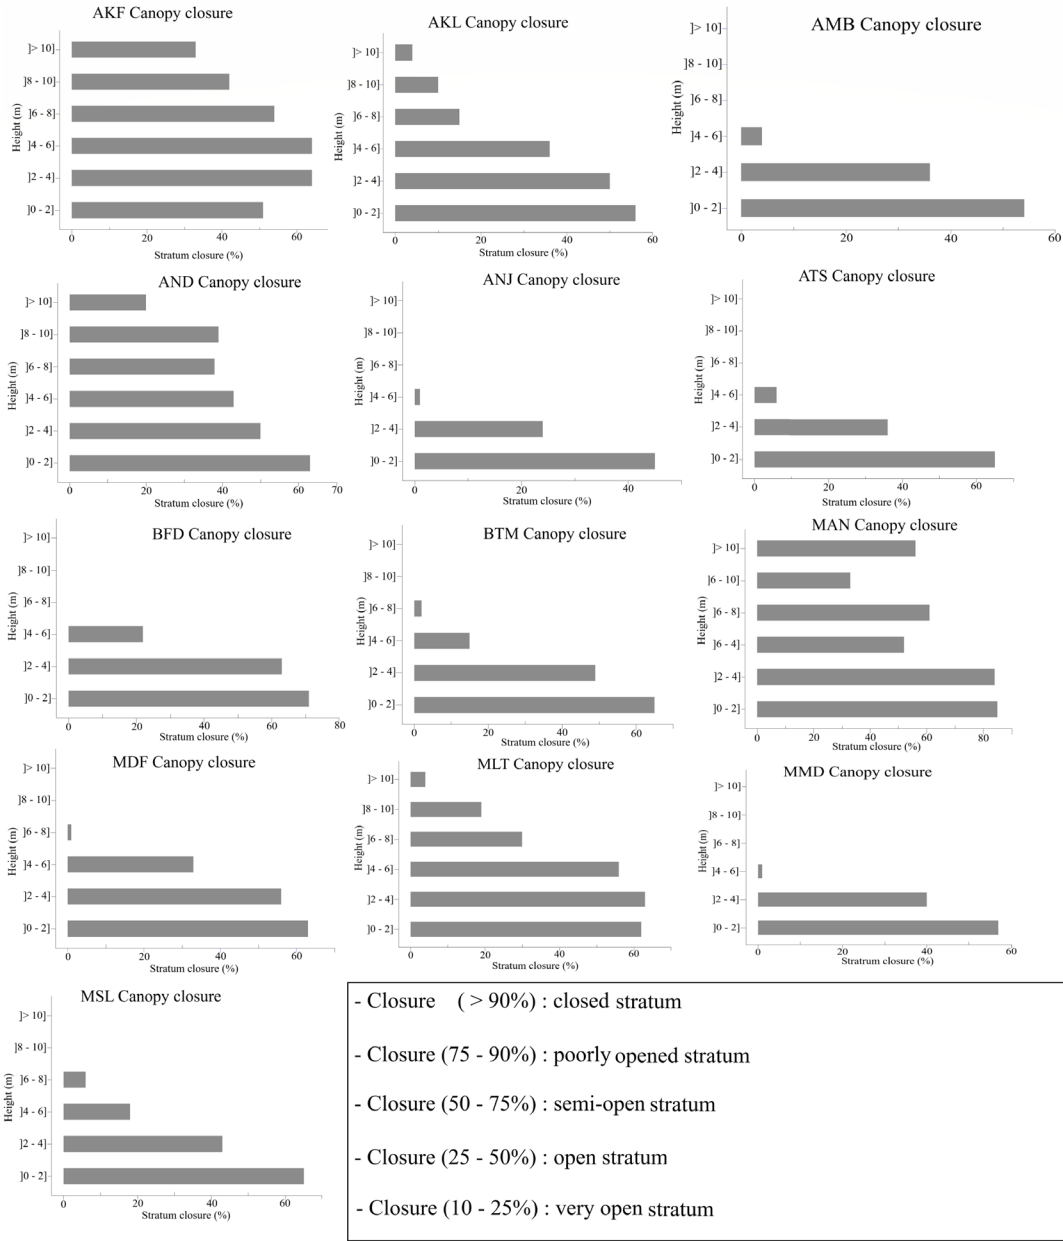 AKF Canopy closure
Height (m)
]> 10]
]8 - 10]
]6 - 8]
]4 - 6]
]2 - 4]
]0 - 2]
0 20 40 60
Stratum closure (%)
AKL Canopy closure
Height (m)
]> 10]
]8 - 10]
]6 - 8]
]4 - 6]
]2 - 4]
]0 - 2]
0 20 40 60
Stratum closure (%)
AMB Canopy closure
Height (m)
]> 10]
]8 - 10]
]6 - 8]
]4 - 6]
]2 - 4]
]0 - 2]
0 20 40 60
AND Canopy closure
Height (m)
]> 10]
]8 - 10]
]6 - 8]
]4 - 6]
]2 - 4]
]0 - 2]
0 20 40 60 70
Stratum closure (%)
ANJ Canopy closure
Height (m)
]> 10]
]8 - 10]
]6 - 8]
]4 - 6]
]2 - 4]
]0 - 2]
0 20 40
Stratum closure (%)
ATS Canopy closure
Height (m)
]> 10]
]8 - 10]
]6 - 8]
]4 - 6]
]2 - 4]
]0 - 2]
0 20 40 60
Stratum closure (%)
BFD Canopy closure
Height (m)
]> 10]
]8 - 10]
]6 - 8]
]4 - 6]
]2 - 4]
]0 - 2]
0 20 40 60 80
Stratum closure (%)
BTM Canopy closure
Height (m)
]> 10]
]8 - 10]
]6 - 8]
]4 - 6]
]2 - 4]
]0 - 2]
0 20 40 60
Stratum closure (%)
MAN Canopy closure
Height (m)
]> 10]
]6 - 10]
]6 - 8]
]6 - 4]
]2 - 4]
]0 - 2]
0 20 40 60 80
Stratum closure (%)
MDF Canopy closure
Height (m)
]> 10]
]8 - 10]
]6 - 8]
]4 - 6]
]2 - 4]
]0 - 2]
0 20 40 60
Stratum closure (%)
MLT Canopy closure
Height (m)
]> 10]
]8 - 10]
]6 - 8]
]4 - 6]
]2 - 4]
]0 - 2]
0 20 40 60
Stratum closure (%)
MMD Canopy closure
Height (m)
]> 10]
]8 - 10]
]6 - 8]
]4 - 6]
]2 - 4]
]0 - 2]
0 20 40 60
Stratrum closure (%)
MSL Canopy closure
Height (m)
]> 10]
]8 - 10]
]6 - 8]
]4 - 6]
]2 - 4]
]0 - 2]
0 20 40 60
Stratum closure (%)
- Closure ( > 90%) : closed stratum
- Closure (75 - 90%) : poorly opened stratum
- Closure (50 - 75%) : semi-open stratum
- Closure (25 - 50%) : open stratum
- Closure (10 - 25%) : very open stratum